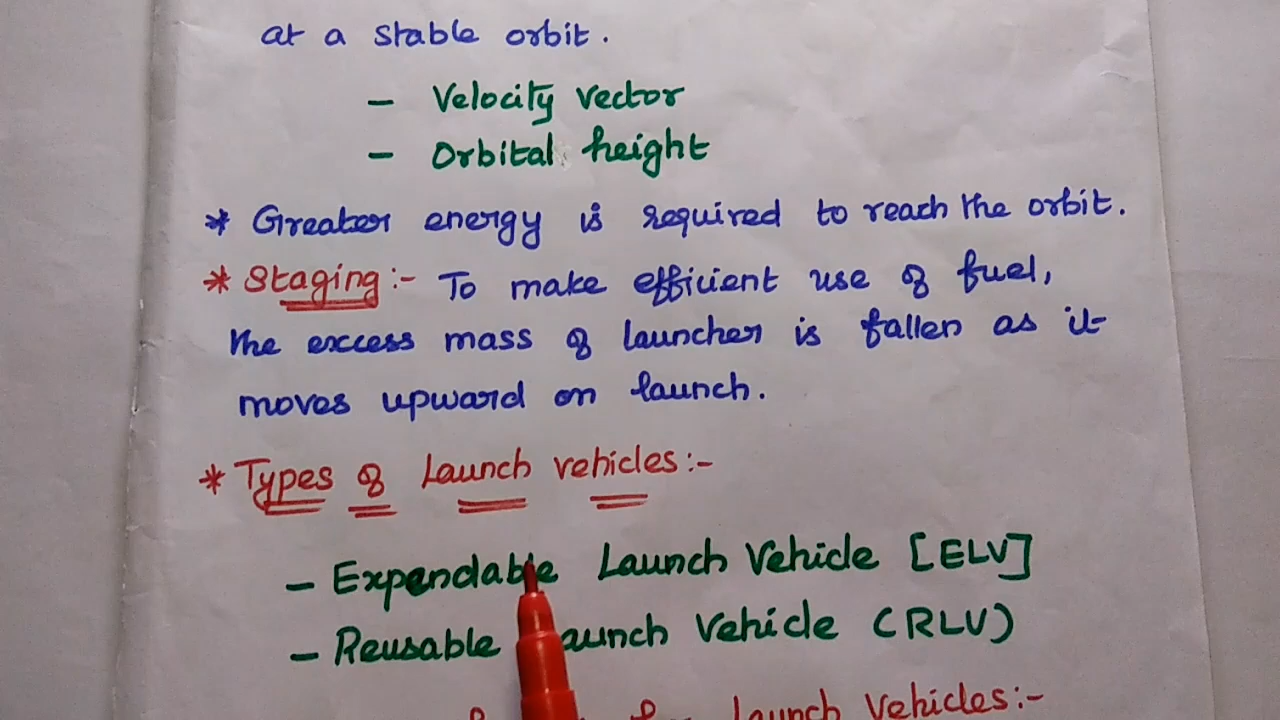 at a stable orbit.
- Velocity vector
- Orbital height
* Greater energy is required to reach the orbit.
* Staging:- To make efficient use of fuel,
the excess mass of launcher is fallen as it
moves upward on launch.
* Types of Launch vehicles:-
- Expendable Launch Vehicle [ELV]
- Reusable Launch Vehicle (RLV)
Launch Vehicles:-